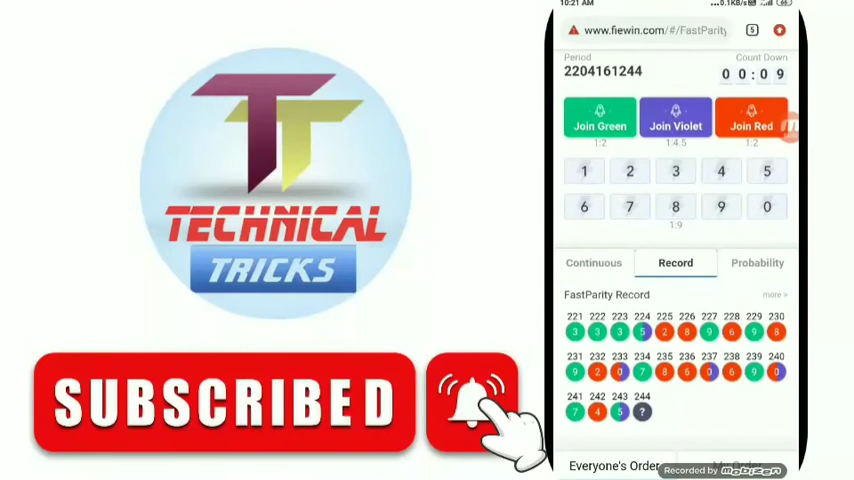 TT
TECHNICAL
TRICKS
SUBSCRIBED
10:21 AM
...0.1KB/s
www.fiewin.com/#/FastParity
5
Period
Count Down
2204161244
0 0 : 0 9
Join Green
Join Violet
Join Red
1:2
1:4.5
1:2
1 2 3 4 5
6 7 8 9 0
1:9
Continuous
Record
Probability
FastParity Record
more »
221 222 223 224 225 226 227 228 229 230
3 3 3 5 2 8 9 6 9 8
231 232 233 234 235 236 237 238 239 240
9 2 0 7 8 6 0 6 9 0
241 242 243 244
7 4 5 ?
Everyone's Order
Recorded by mobizen